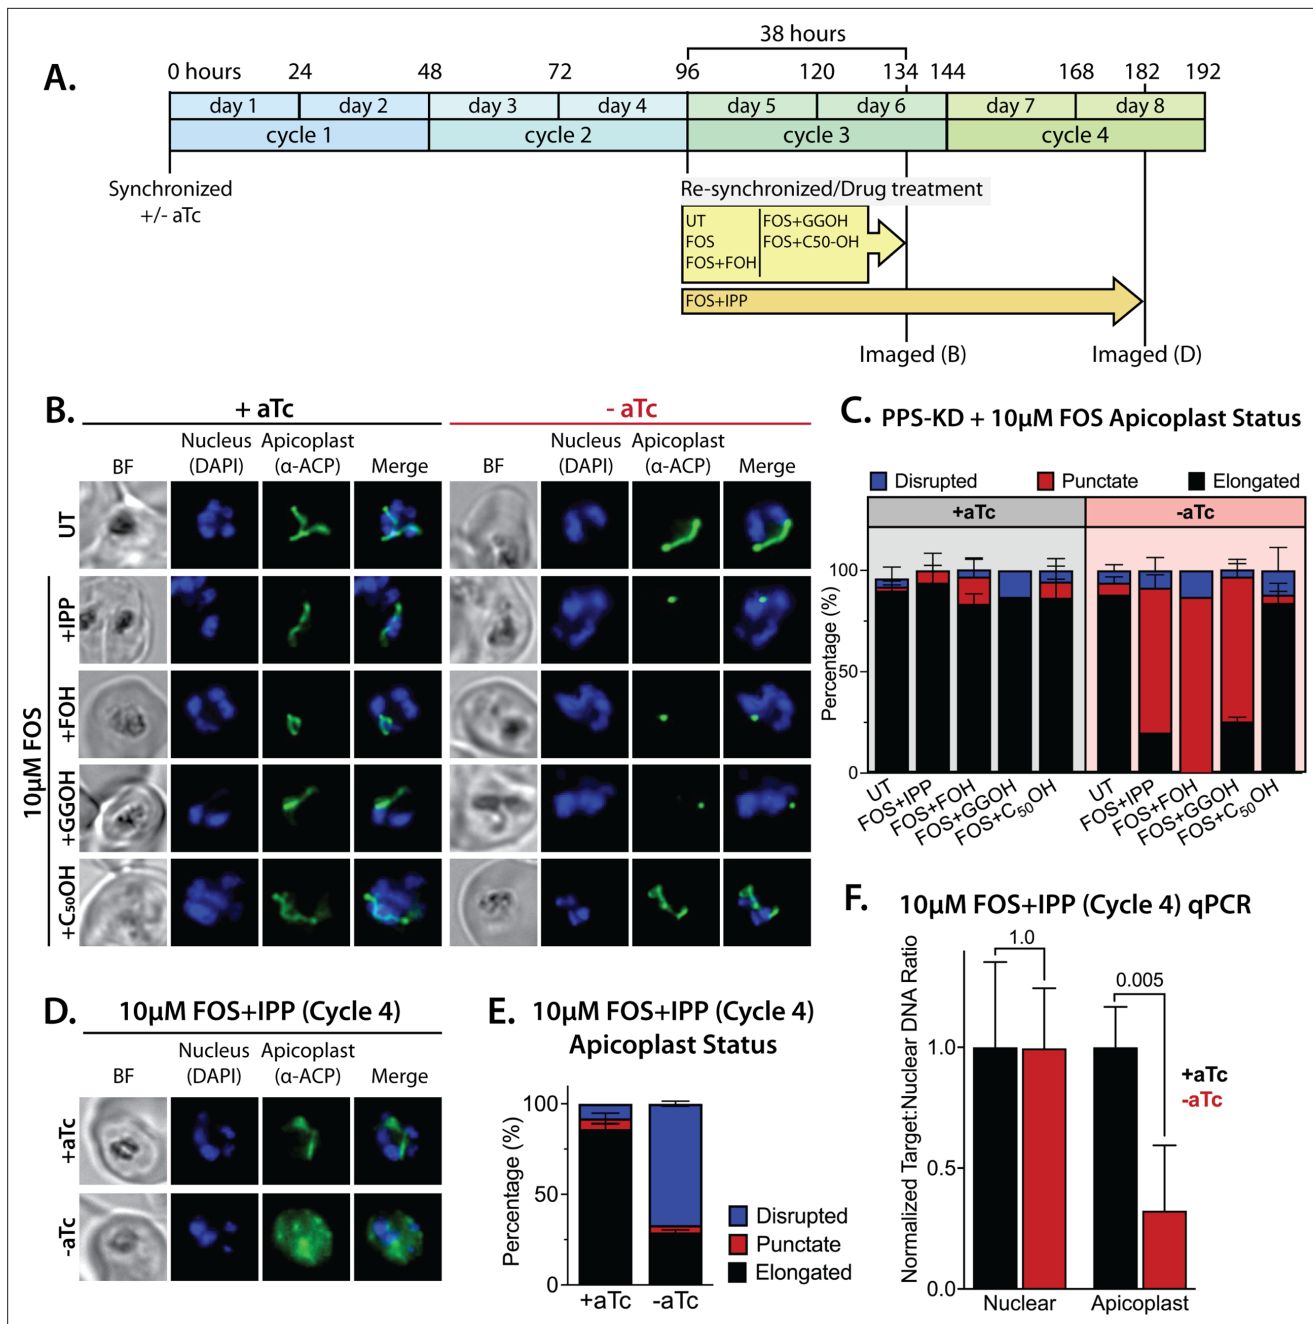 A.
38 hours
0 hours 24 48 72 96 120 134 144 168 182 192
day 1 day 2 day 3 day 4 day 5 day 6 day 7 day 8
cycle 1 cycle 2 cycle 3 cycle 4
Synchronized
+/- aTc
Re-synchronized/Drug treatment
UT FOS+GGOH
FOS FOS+C50-OH
FOS+FOH
FOS+IPP
Imaged (B) Imaged (D)
B.
+ aTc - aTc
Nucleus Apicoplast Nucleus Apicoplast
BF (DAPI) (α-ACP) Merge BF (DAPI) (α-ACP) Merge
UT
10µM FOS
+IPP
+FOH
+GGOH
+C₅₀OH
C. PPS-KD + 10µM FOS Apicoplast Status
Disrupted Punctate Elongated
+aTc -aTc
Percentage (%)
100
50
0
UT FOS+IPP FOS+FOH FOS+GGOH FOS+C₅₀OH UT FOS+IPP FOS+FOH FOS+GGOH FOS+C₅₀OH
D. 10µM FOS+IPP (Cycle 4)
Nucleus Apicoplast
BF (DAPI) (α-ACP) Merge
+aTc
-aTc
E. 10µM FOS+IPP (Cycle 4)
Apicoplast Status
Percentage (%)
100
50
0
+aTc -aTc
Disrupted
Punctate
Elongated
F. 10µM FOS+IPP (Cycle 4) qPCR
Normalized Target:Nuclear DNA Ratio
1.0
0.005
1.0
0.5
0.0
+aTc
-aTc
Nuclear Apicoplast